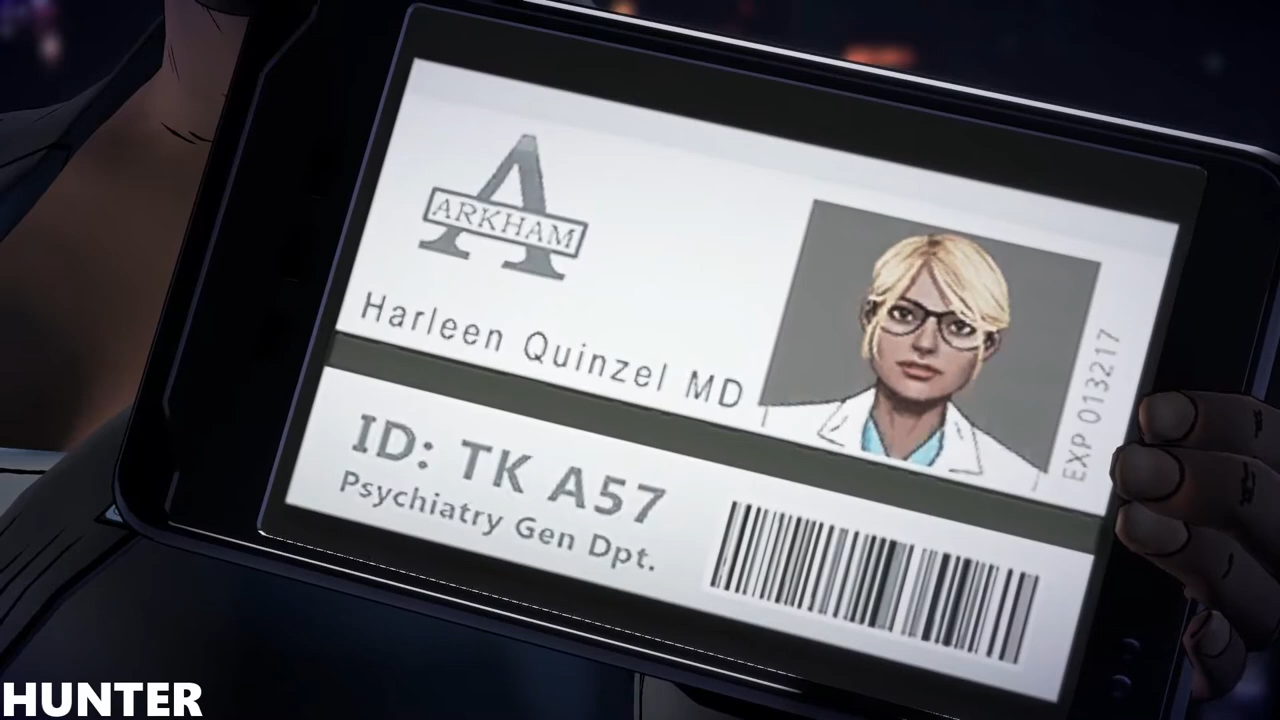 ARKHAM
Harleen Quinzel MD
EXP 013217
ID: TK A57
Psychiatry Gen Dpt.
HUNTER